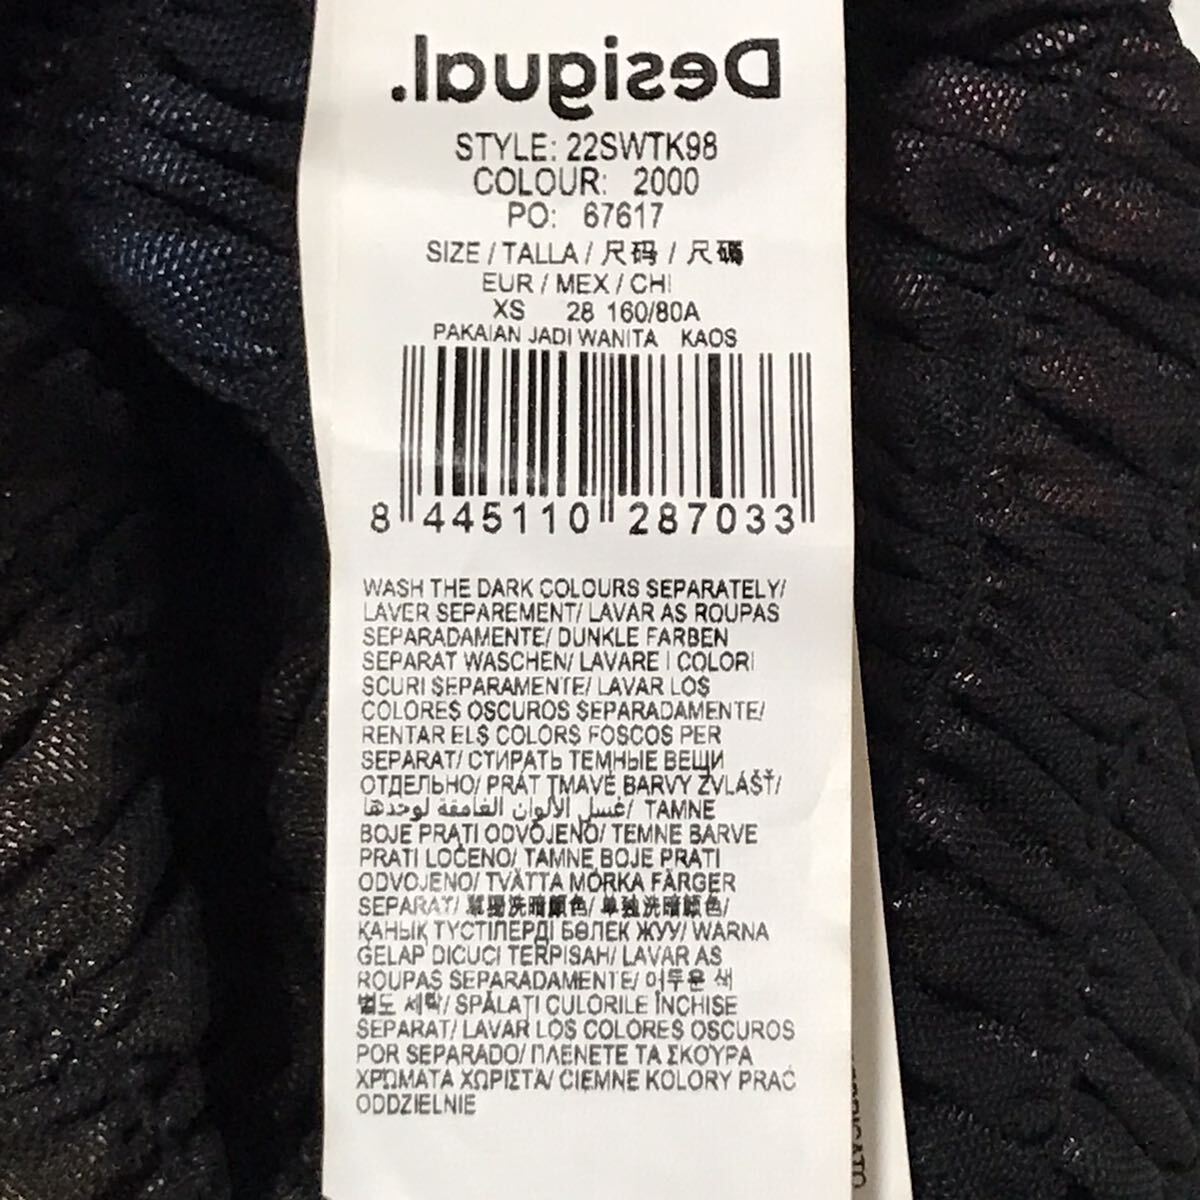 Desigual.
STYLE: 22SWTK98
COLOUR: 2000
PO: 67617
SIZE / TALLA / 尺码 / 尺碼
EUR / MEX / CHI
XS 28 160/80A
PAKAIAN JADI WANITA KAOS
8 445110 287033
WASH THE DARK COLOURS SEPARATELY/
LAVER SEPAREMENT/ LAVAR AS ROUPAS
SEPARADAMENTE/ DUNKLE FARBEN
SEPARAT WASCHEN/ LAVARE I COLORI
SCURI SEPARAMENTE/ LAVAR LOS
COLORES OSCUROS SEPARADAMENTE/
RENTAR ELS COLORS FOSCOS PER
SEPARAT/ СТИРАТЬ ТЕМНЫЕ ВЕЩИ
ОТДЕЛЬНО/ PRÁT TMAVÉ BARVY ZVLÁŠŤ/
غسل الألوان الغامقة لوحدها/ TAMNE
BOJE PRATI ODVOJENO/ TEMNE BARVE
PRATI LOČENO/ TAMNE BOJE PRATI
ODVOJENO/ TVÄTTA MÖRKA FÄRGER
SEPARAT/ 單獨洗暗顏色/ 单独洗暗颜色/
ҚАНЫҚ ТҮСТІЛЕРДІ БӨЛЕК ЖУУ/ WARNA
GELAP DICUCI TERPISAH/ LAVAR AS
ROUPAS SEPARADAMENTE/ 어두운 색
별도 세탁/ SPĂLAȚI CULORILE ÎNCHISE
SEPARAT/ LAVAR LOS COLORES OSCUROS
POR SEPARADO/ ΠΛΕΝΕΤΕ ΤΑ ΣΚΟΥΡΑ
ΧΡΩΜΑΤΑ ΧΩΡΙΣΤΑ/ CIEMNE KOLORY PRAĆ
ODDZIELNIE